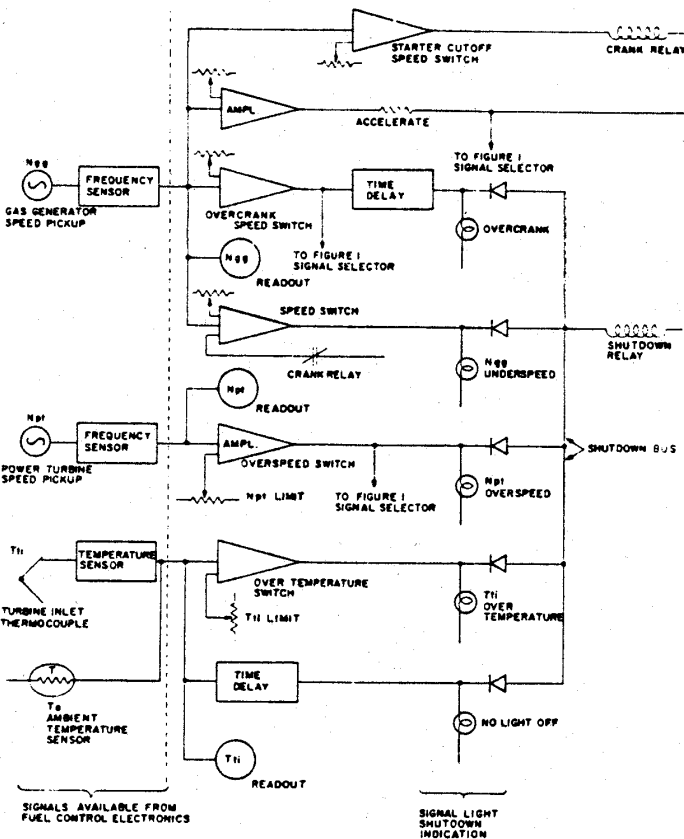 STARTER CUTOFF
SPEED SWITCH
CRANK RELAY
AMPL
ACCELERATE
TO FIGURE 1
SIGNAL SELECTOR
Ngg
FREQUENCY
SENSOR
GAS GENERATOR
SPEED PICKUP
OVERCRANK
SPEED SWITCH
TIME
DELAY
OVERCRANK
TO FIGURE 1
SIGNAL SELECTOR
Ngg
READOUT
SPEED SWITCH
CRANK RELAY
Ngg
UNDERSPEED
SHUTDOWN
RELAY
Npt
READOUT
Npt
FREQUENCY
SENSOR
POWER TURBINE
SPEED PICKUP
AMPL.
OVERSPEED SWITCH
Npt LIMIT
TO FIGURE 1
SIGNAL SELECTOR
Npt
OVERSPEED
SHUTDOWN BUS
Tti
TEMPERATURE
SENSOR
TURBINE INLET
THERMOCOUPLE
OVER TEMPERATURE
SWITCH
Tti LIMIT
Tti
OVER
TEMPERATURE
T
Ta
AMBIENT
TEMPERATURE
SENSOR
TIME
DELAY
NO LIGHT OFF
Tti
READOUT
SIGNALS AVAILABLE FROM
FUEL CONTROL ELECTRONICS
SIGNAL LIGHT
SHUTDOWN
INDICATION